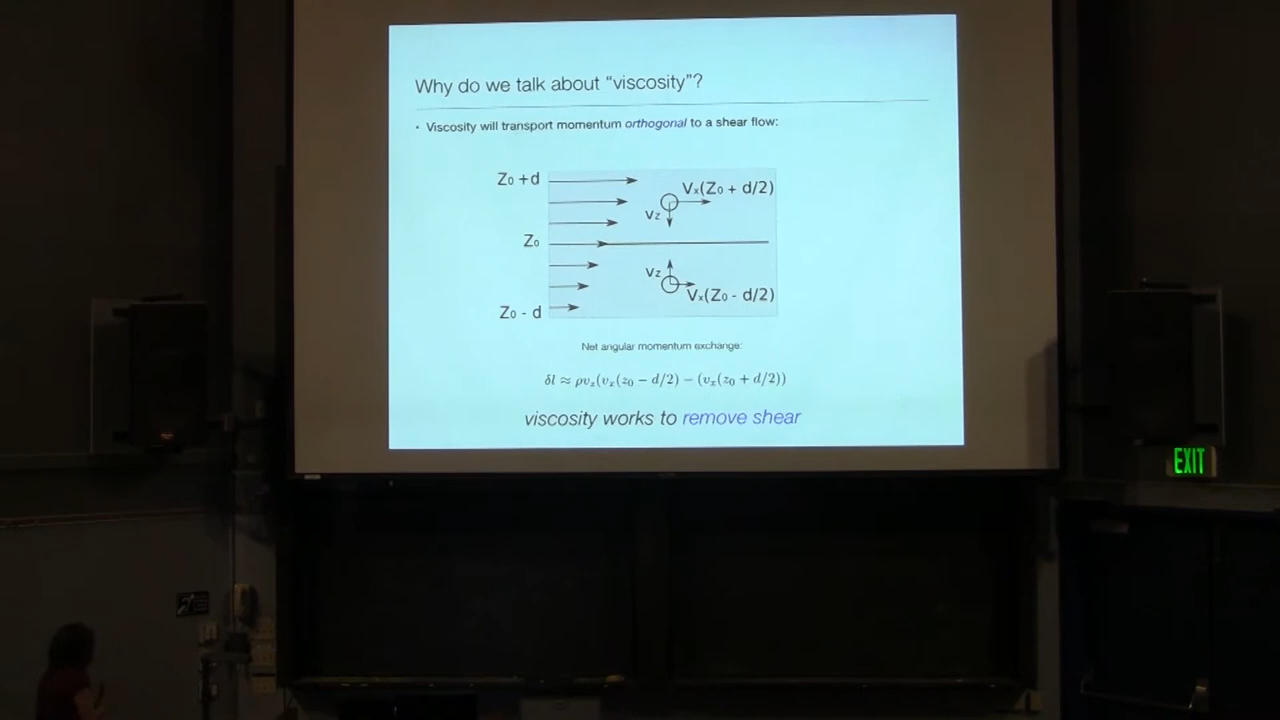 Why do we talk about “viscosity”?
• Viscosity will transport momentum orthogonal to a shear flow:
Z₀ +d
Vₓ(Z₀ + d/2)
Vz
Z₀
Vz
Vₓ(Z₀ - d/2)
Z₀ - d
Net angular momentum exchange:
δl ≈ ρvz(vx(z₀ − d/2) − (vx(z₀ + d/2))
viscosity works to remove shear
EXIT